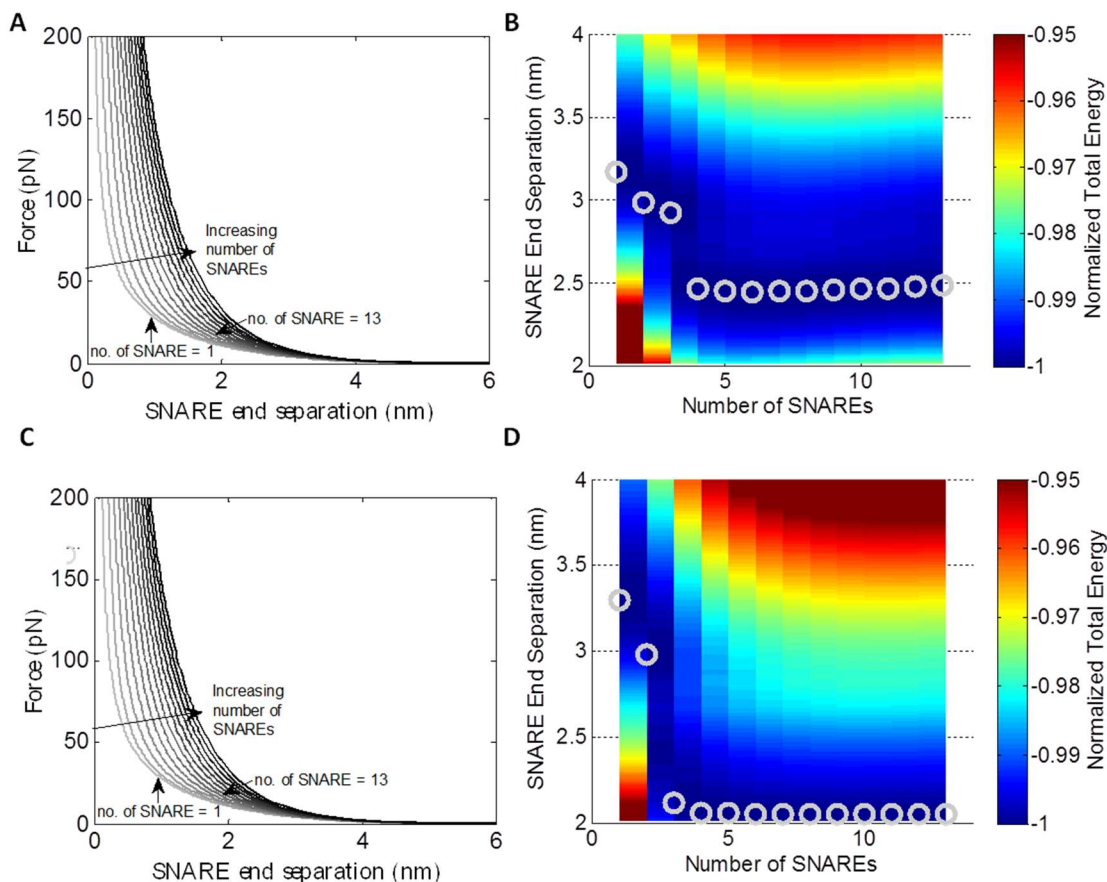 A
200
150
100
50
0
Force (pN)
Increasing
number of
SNAREs
no. of SNARE = 13
no. of SNARE = 1
0 2 4 6
SNARE end separation (nm)
B
4
3.5
3
2.5
2
SNARE End Separation (nm)
0 5 10
Number of SNAREs
-0.95
-0.96
-0.97
-0.98
-0.99
-1
Normalized Total Energy
C
200
150
100
50
0
Force (pN)
Increasing
number of
SNAREs
no. of SNARE = 13
no. of SNARE = 1
0 2 4 6
SNARE end separation (nm)
D
4
3.5
3
2.5
2
SNARE End Separation (nm)
0 5 10
Number of SNAREs
-0.95
-0.96
-0.97
-0.98
-0.99
-1
Normalized Total Energy